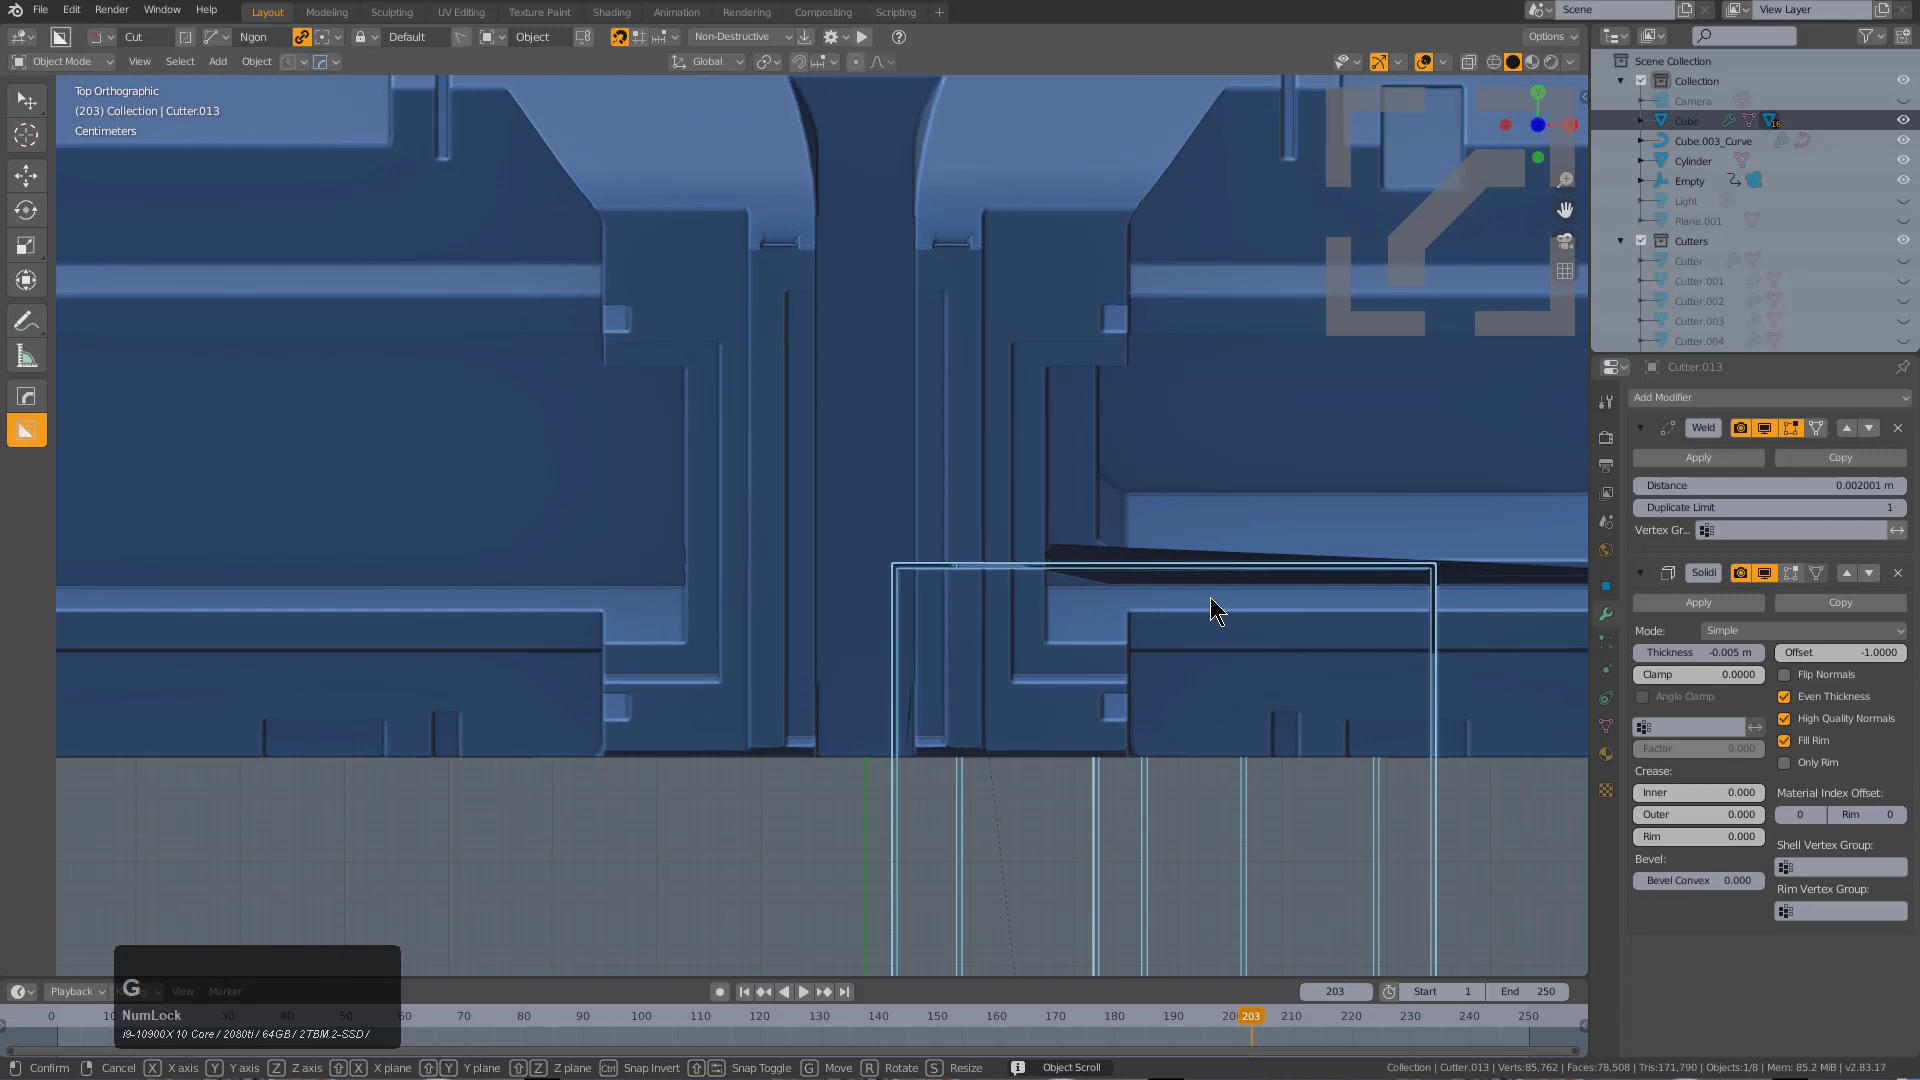 File Edit Render Window Help Layout Modeling Sculpting UV Editing Texture Paint Shading Animation Rendering Compositing Scripting + Scene View Layer
Cut Ngon Default Object Non-Destructive Options
Object Mode View Select Add Object Global
Top Orthographic
(203) Collection | Cutter.013
Centimeters
Scene Collection
Collection
Camera
Cube 16
Cube.003_Curve
Cylinder
Empty
Light
Plane.001
Cutters
Cutter
Cutter.001
Cutter.002
Cutter.003
Cutter.004
Cutter.013
Add Modifier
Weld
Apply Copy
Distance 0.002001 m
Duplicate Limit 1
Vertex Gr...
Solidi
Apply Copy
Mode: Simple
Thickness -0.005 m Offset -1.0000
Clamp 0.0000 Flip Normals
Angle Clamp Even Thickness
High Quality Normals
Factor 0.000 Fill Rim
Crease: Only Rim
Inner 0.000 Material Index Offset:
Outer 0.000 0 Rim 0
Rim 0.000
Bevel: Shell Vertex Group:
Bevel Convex 0.000 Rim Vertex Group:
G
NumLock
i9-10900X 10 Core / 2080ti / 64GB / 2TBM.2-SSD /
Playback View Marker 203 Start 1 End 250
0 10 30 40 50 60 70 80 90 100 110 120 130 140 150 160 170 180 190 20 203 210 220 230 240 250
Confirm Cancel X X axis Y Y axis Z Z axis X X plane Y Y plane Z Z plane Ctrl Snap Invert Snap Toggle G Move R Rotate S Resize Object Scroll Collection | Cutter.013 | Verts:85,762 | Faces:78,508 | Tris:171,790 | Objects:1/8 | Mem: 85.2 MiB | v2.83.17